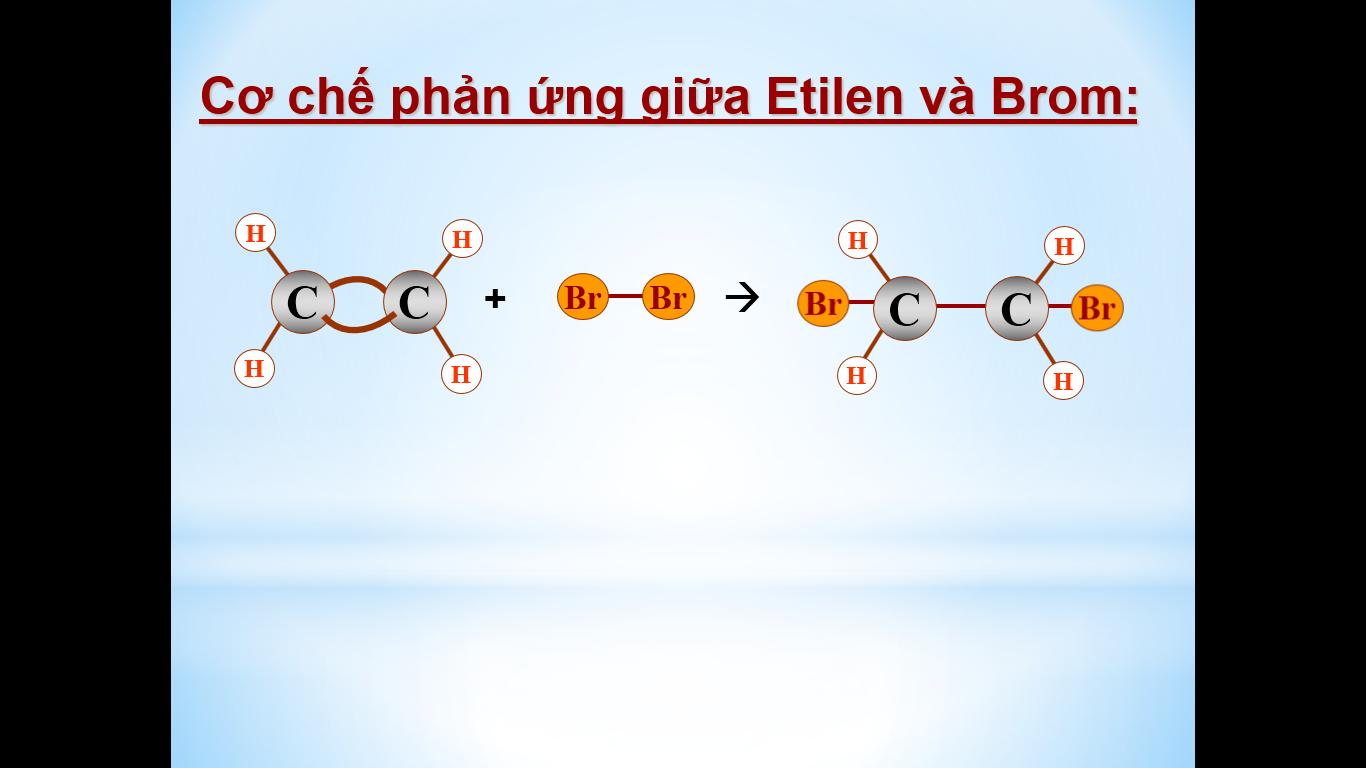 Cơ chế phản ứng giữa Etilen và Brom:
H H H H
C C + Br Br → Br C C Br
H H H H